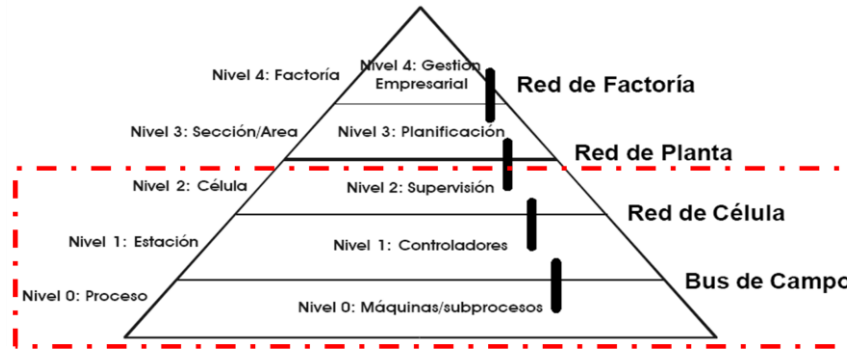 Nivel 4: Factoría
Nivel 4: Gestión
Empresarial
Red de Factoría
Nivel 3: Sección/Area
Nivel 3: Planificación
Red de Planta
Nivel 2: Célula
Nivel 2: Supervisión
Red de Célula
Nivel 1: Estación
Nivel 1: Controladores
Bus de Campo
Nivel 0: Proceso
Nivel 0: Máquinas/subprocesos